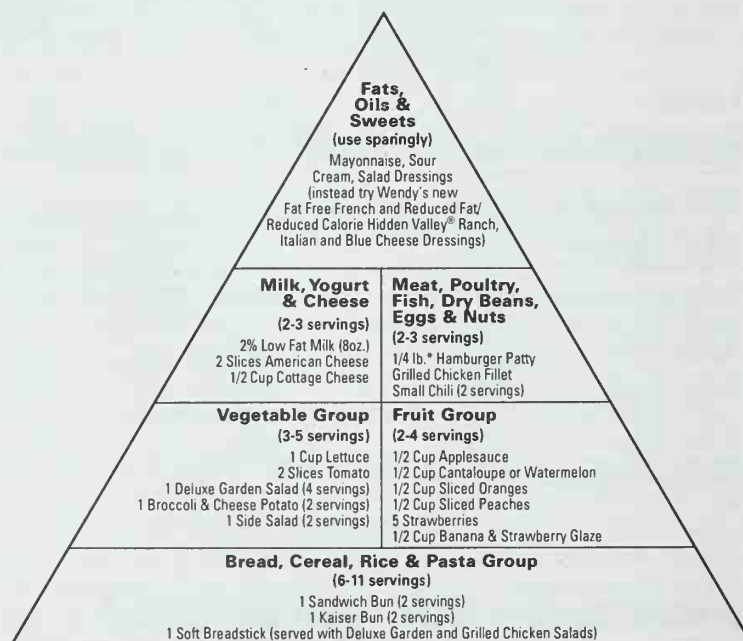 Fats,
Oils &
Sweets
(use sparingly)
Mayonnaise, Sour
Cream, Salad Dressings
(instead try Wendy's new
Fat Free French and Reduced Fat/
Reduced Calorie Hidden Valley® Ranch,
Italian and Blue Cheese Dressings)
Milk, Yogurt
& Cheese
(2-3 servings)
2% Low Fat Milk (8oz.)
2 Slices American Cheese
1/2 Cup Cottage Cheese
Meat, Poultry,
Fish, Dry Beans,
Eggs & Nuts
(2-3 servings)
1/4 lb.* Hamburger Patty
Grilled Chicken Fillet
Small Chili (2 servings)
Vegetable Group
(3-5 servings)
1 Cup Lettuce
2 Slices Tomato
1 Deluxe Garden Salad (4 servings)
1 Broccoli & Cheese Potato (2 servings)
1 Side Salad (2 servings)
Fruit Group
(2-4 servings)
1/2 Cup Applesauce
1/2 Cup Cantaloupe or Watermelon
1/2 Cup Sliced Oranges
1/2 Cup Sliced Peaches
5 Strawberries
1/2 Cup Banana & Strawberry Glaze
Bread, Cereal, Rice & Pasta Group
(6-11 servings)
1 Sandwich Bun (2 servings)
1 Kaiser Bun (2 servings)
1 Soft Breadstick (served with Deluxe Garden and Grilled Chicken Salads)